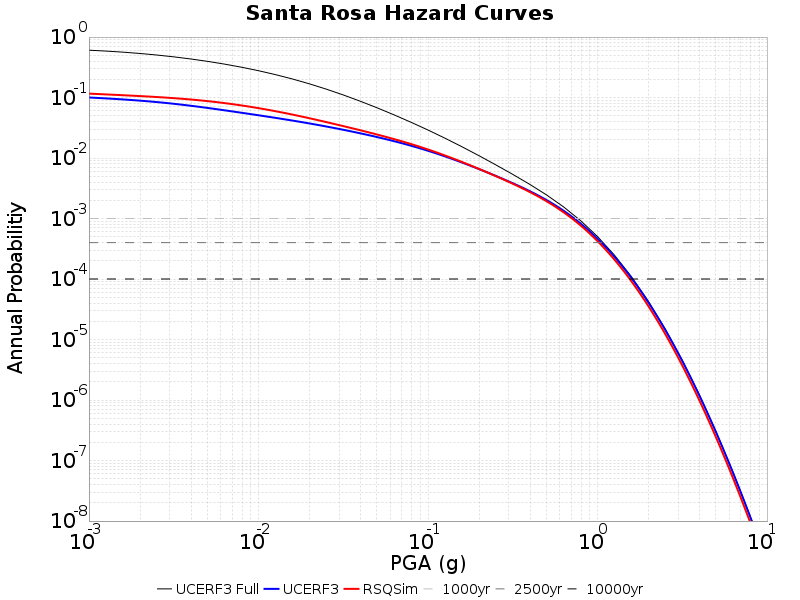 Santa Rosa Hazard Curves
Annual Probabilitiy
10^0
10^-1
10^-2
10^-3
10^-4
10^-5
10^-6
10^-7
10^-8
10^-3 10^-2 10^-1 10^0 10^1
PGA (g)
UCERF3 Full UCERF3 RSQSim 1000yr 2500yr 10000yr